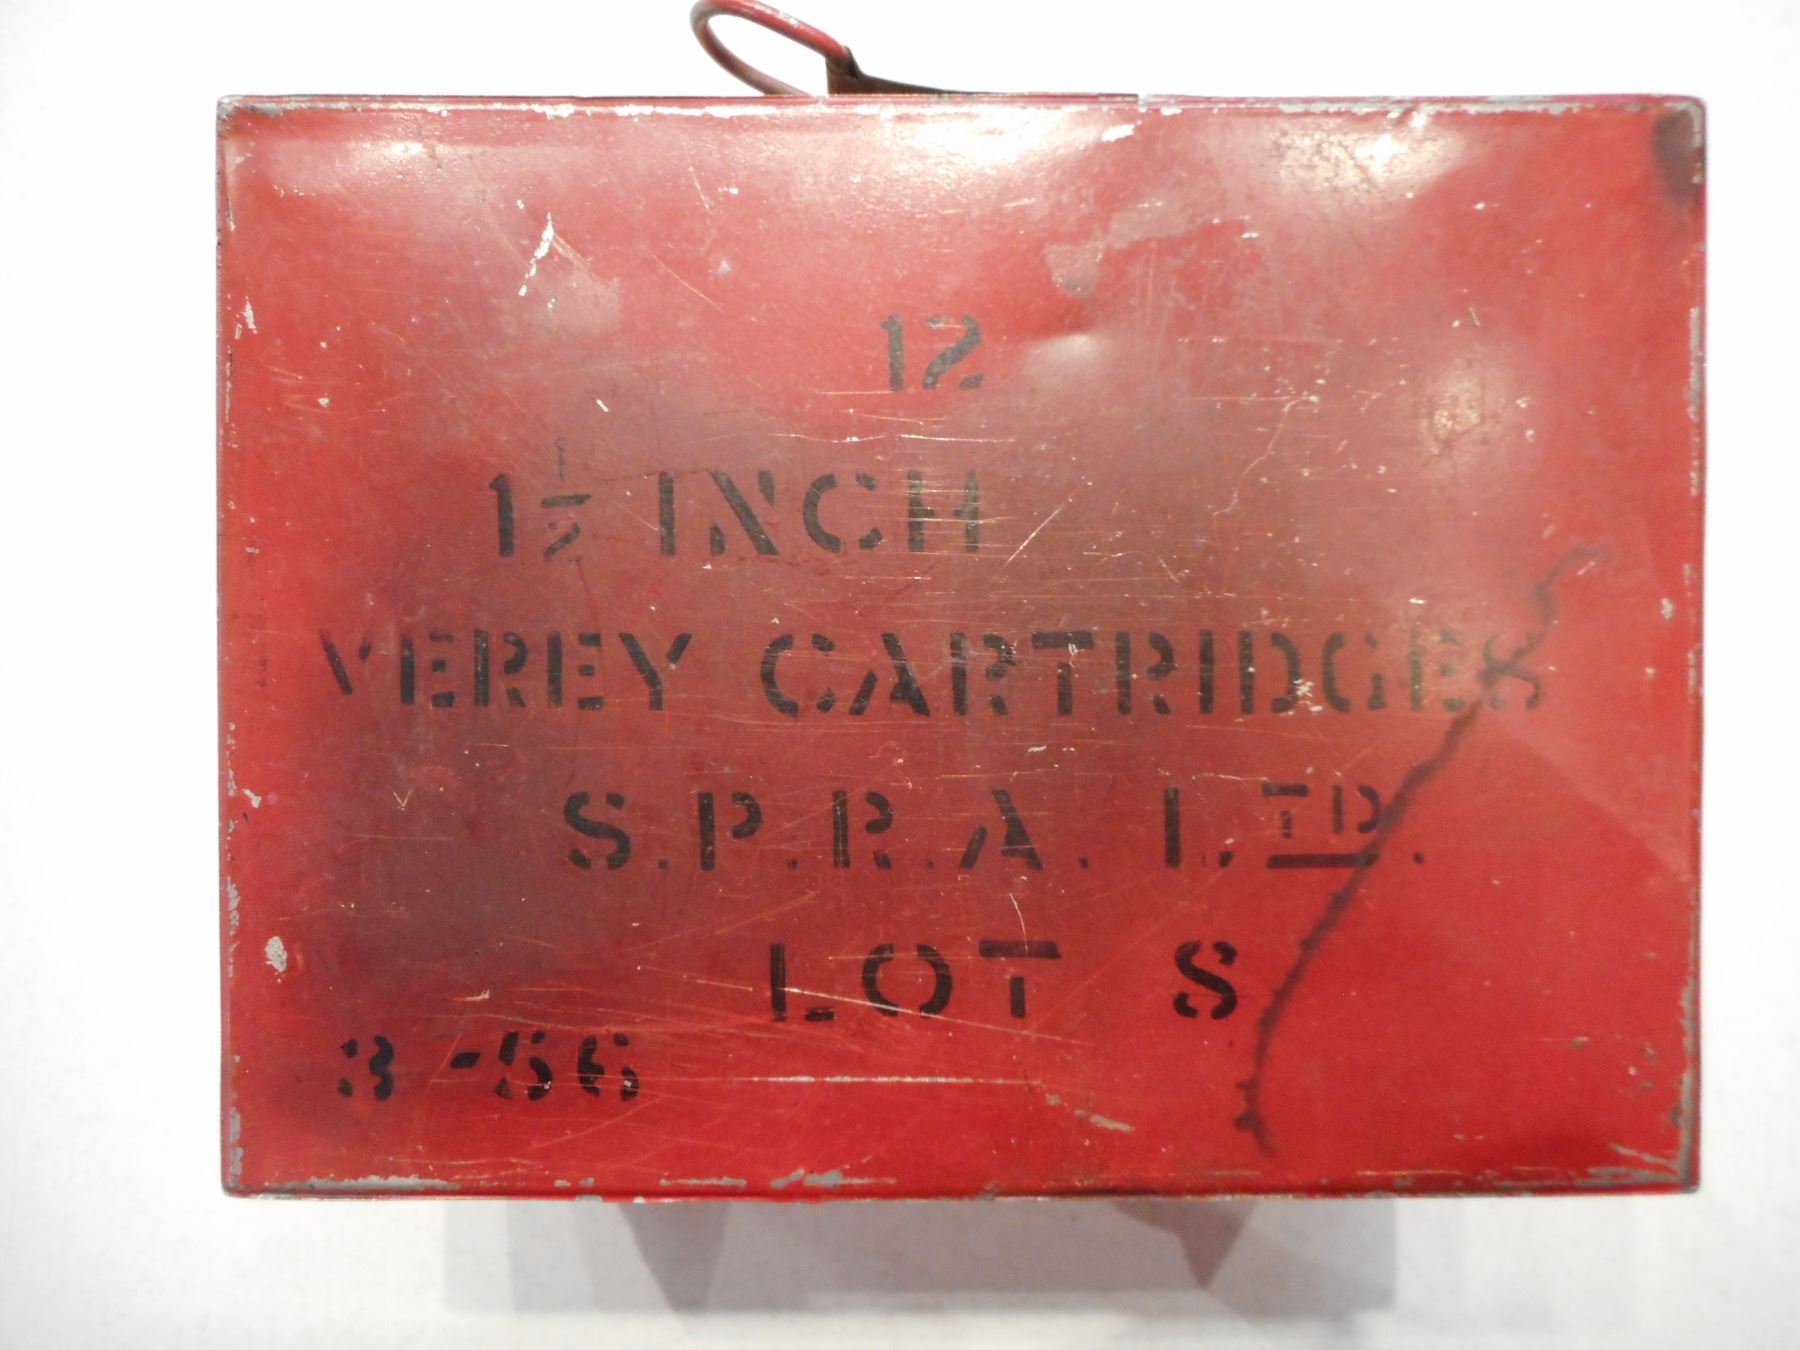 12
1½ INCH
VEREY CARTRIDGES
S.P.R.A. LTD.
LOT S
3-56